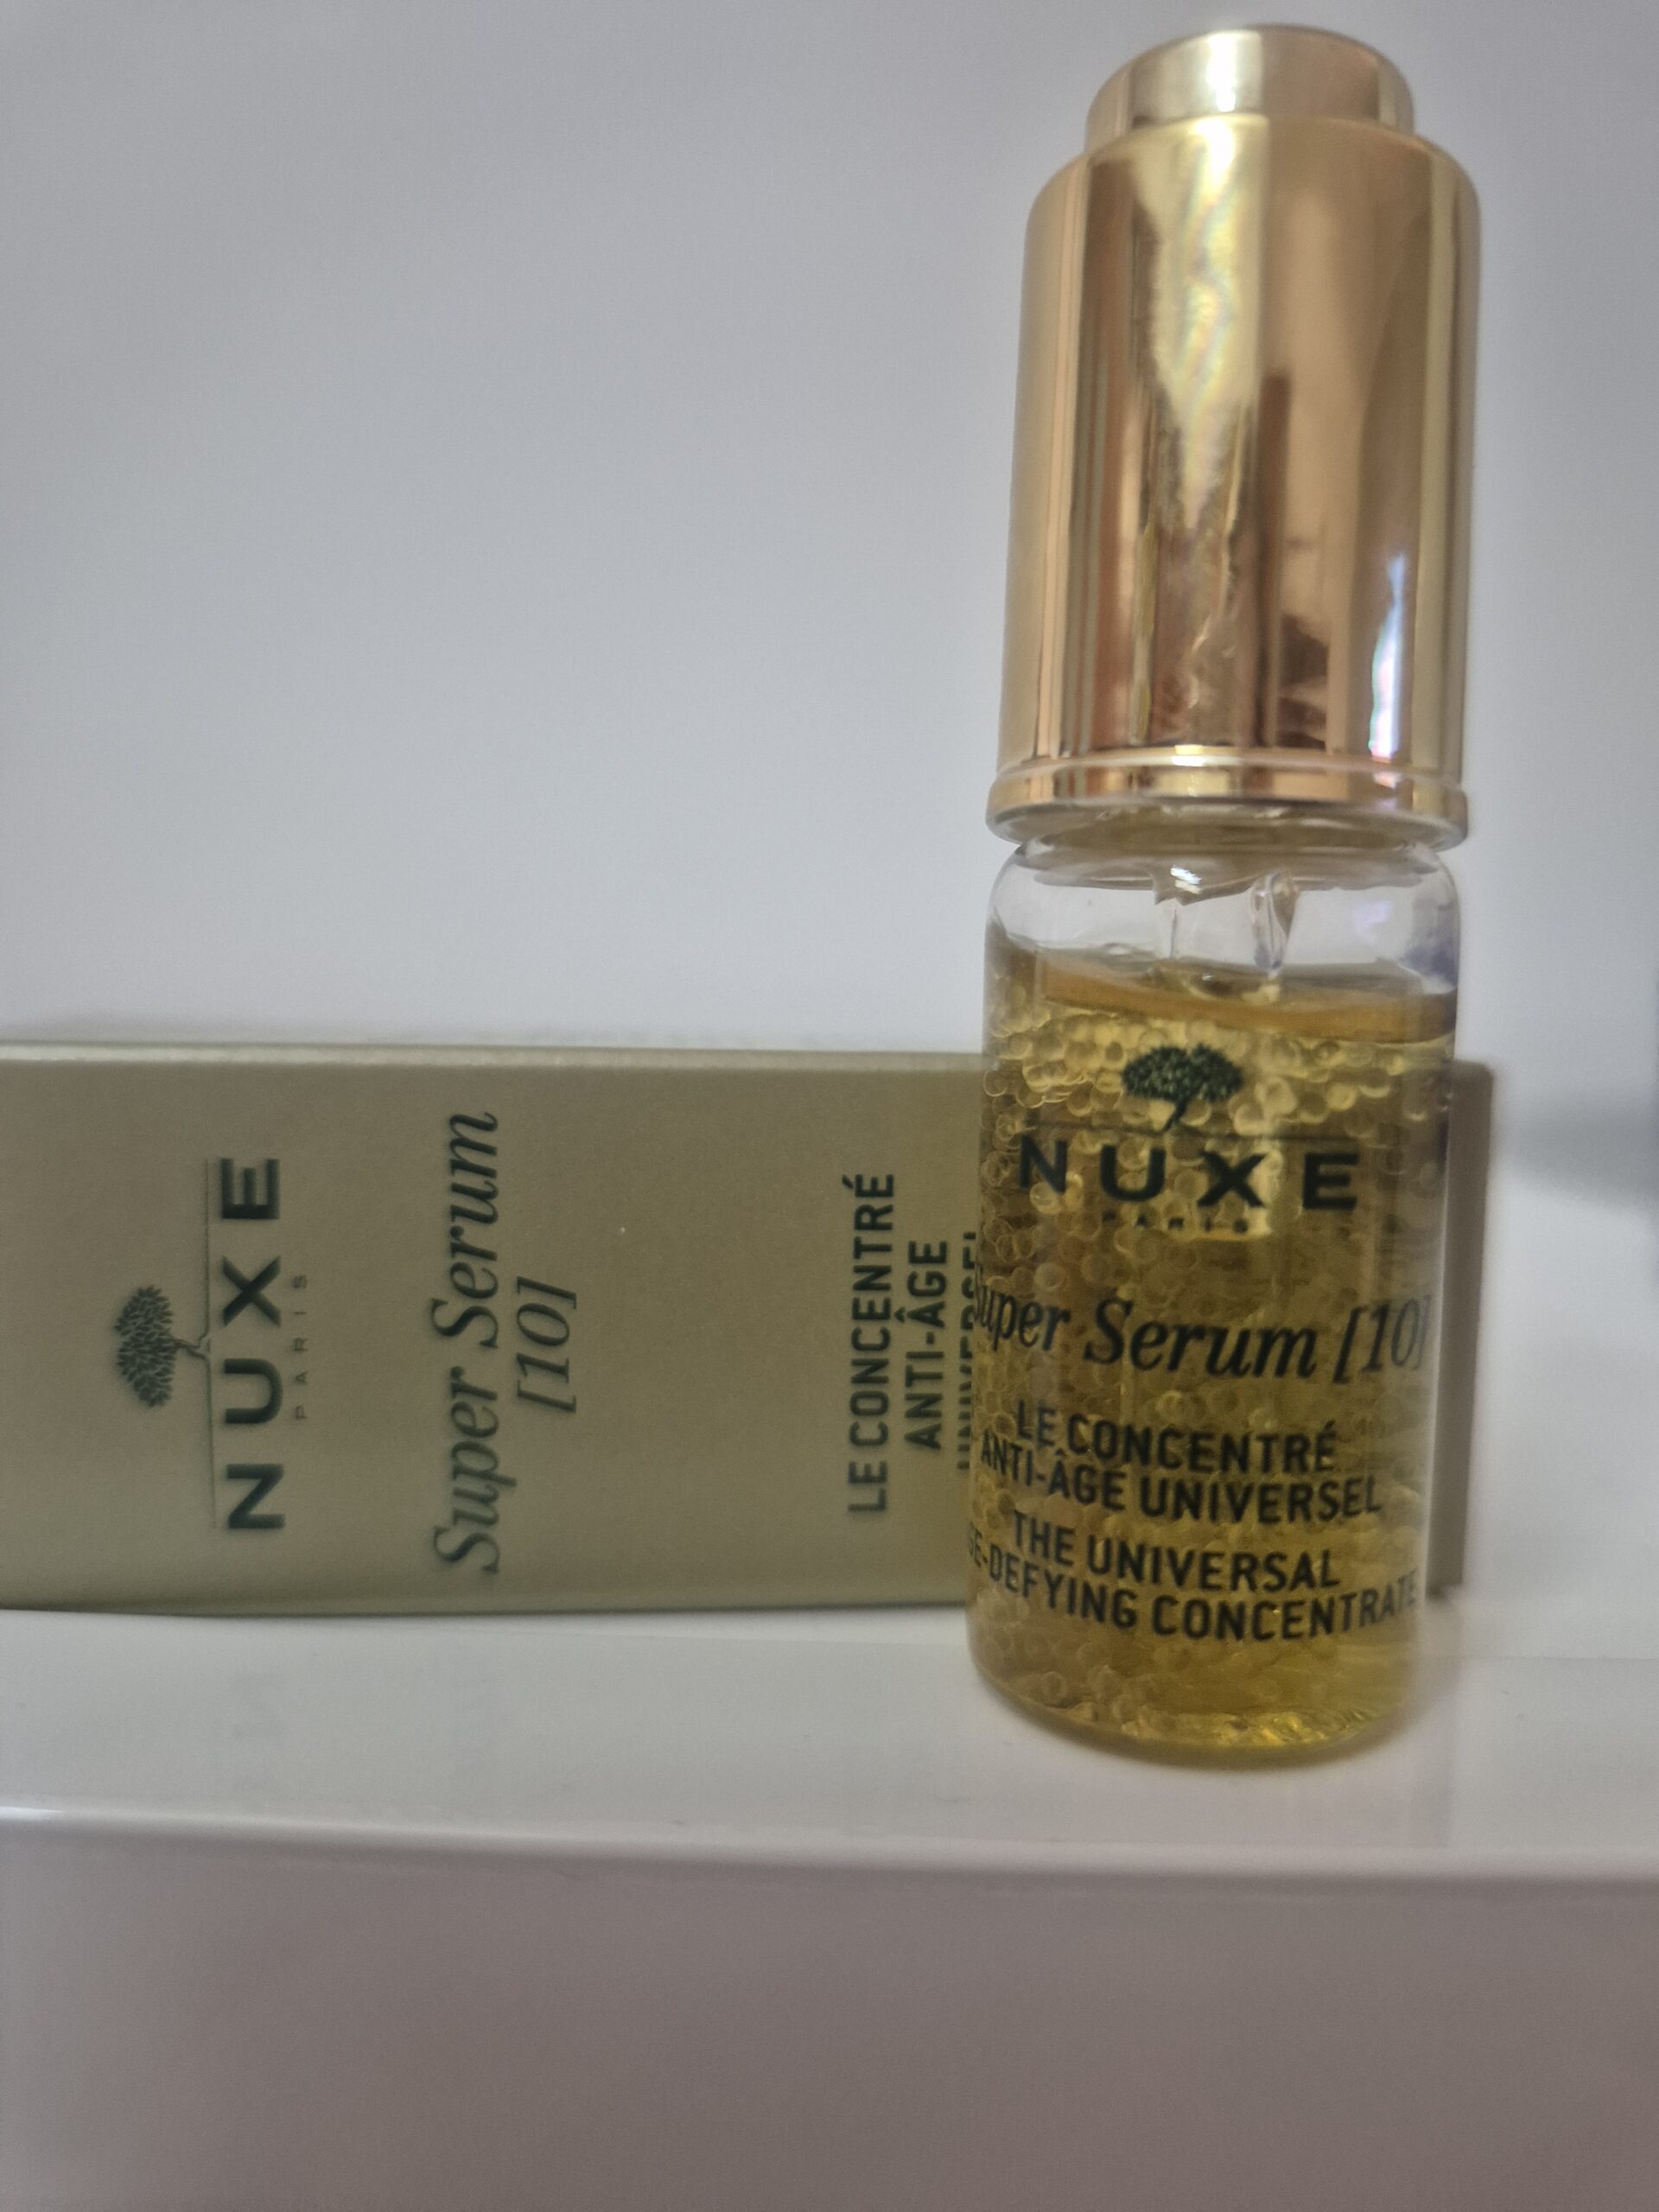 NUXE
PARIS
Super Serum
[10]
LE CONCENTRÉ
ANTI-ÂGE
NUXE
PARIS
Super Serum [10]
LE CONCENTRÉ
ANTI-ÂGE UNIVERSEL
THE UNIVERSAL
CONCENTRATE